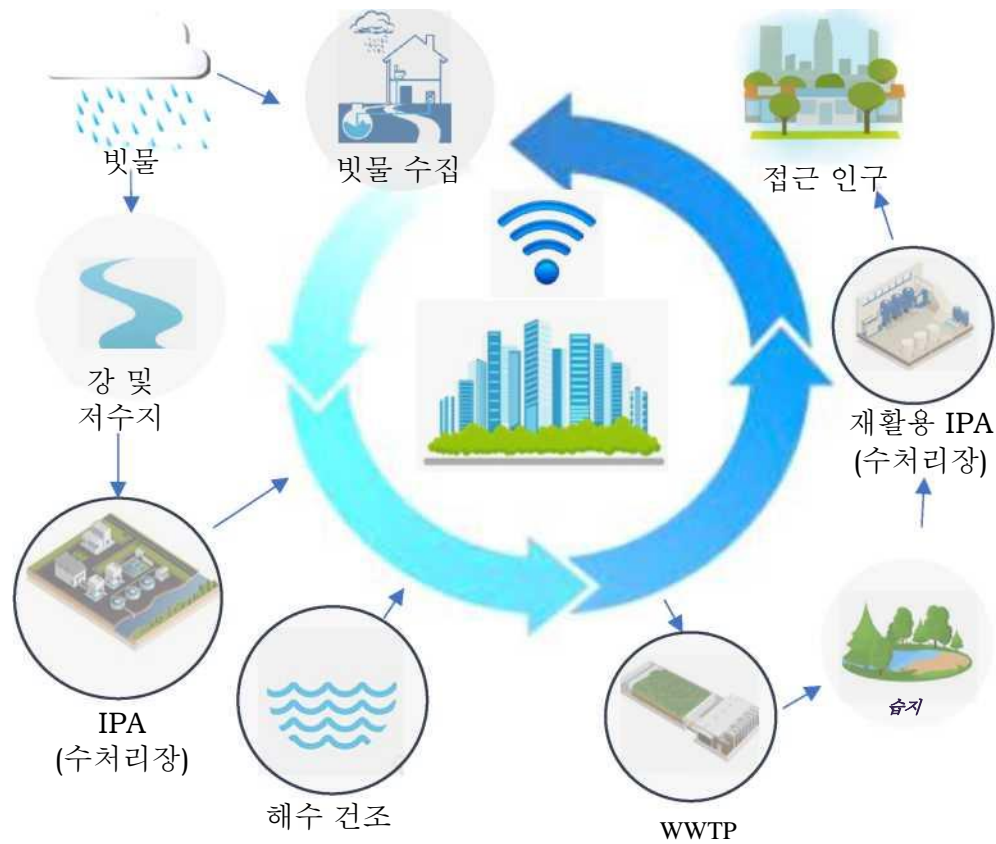 빗물
빗물 수집
접근 인구
강 및
저수지
재활용 IPA
(수처리장)
IPA
(수처리장)
습지
해수 건조
WWTP